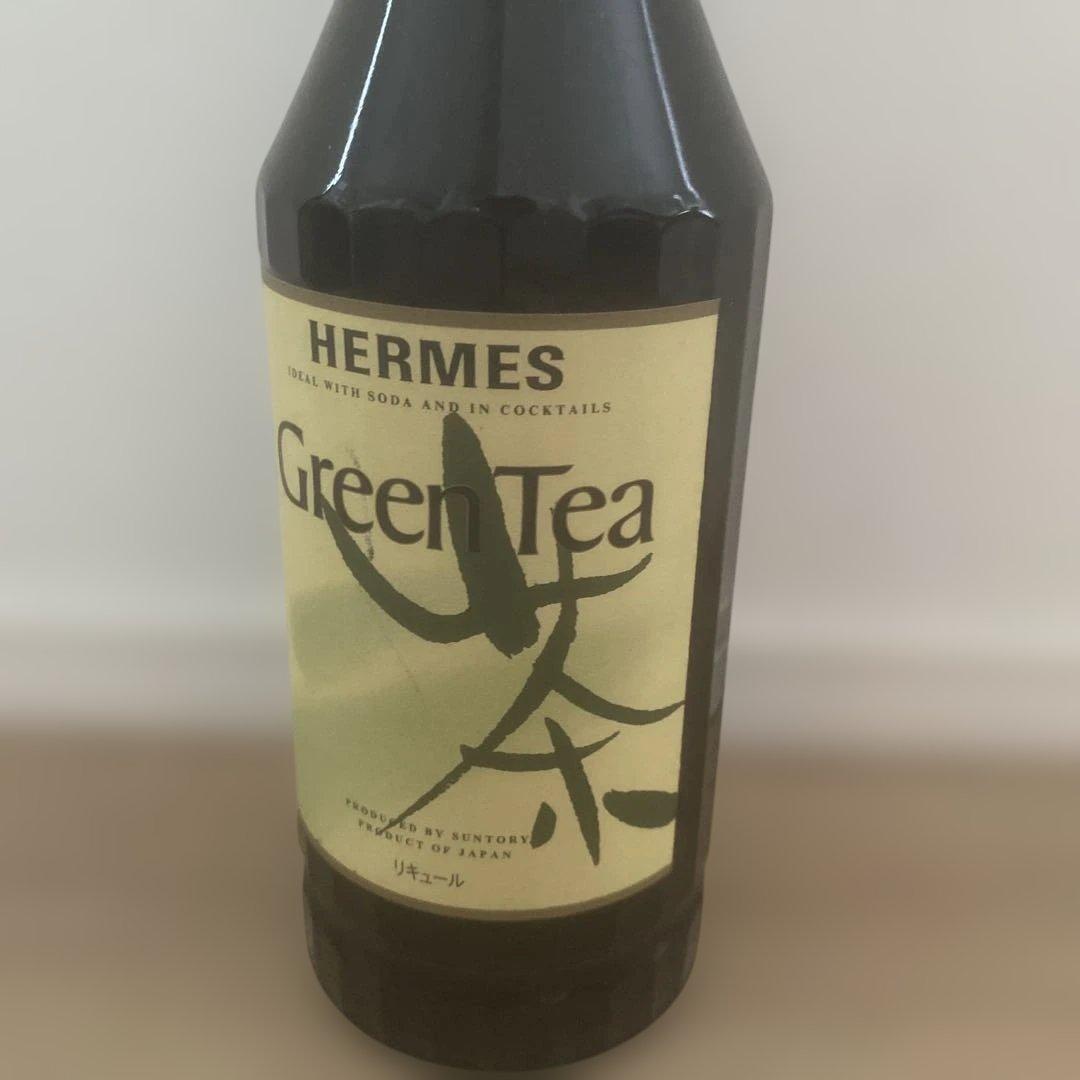 HERMES
IDEAL WITH SODA AND IN COCKTAILS
Green Tea
茶
PRODUCED BY SUNTORY
PRODUCT OF JAPAN
リキュール